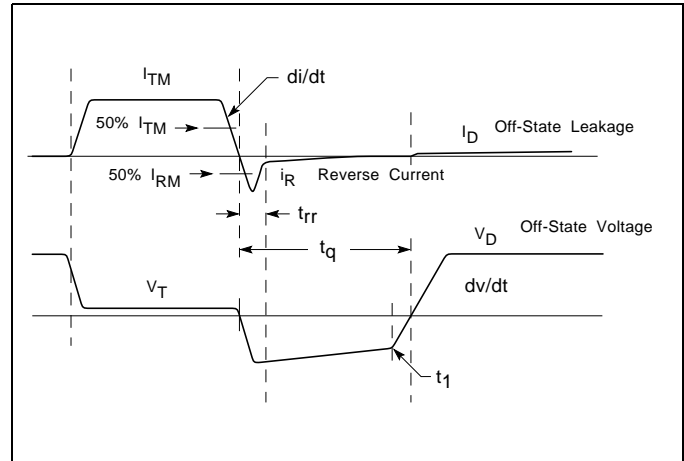 I_TM
di/dt
50% I_TM
I_D Off-State Leakage
50% I_RM
i_R Reverse Current
t_rr
t_q
V_D Off-State Voltage
V_T
dv/dt
t_1